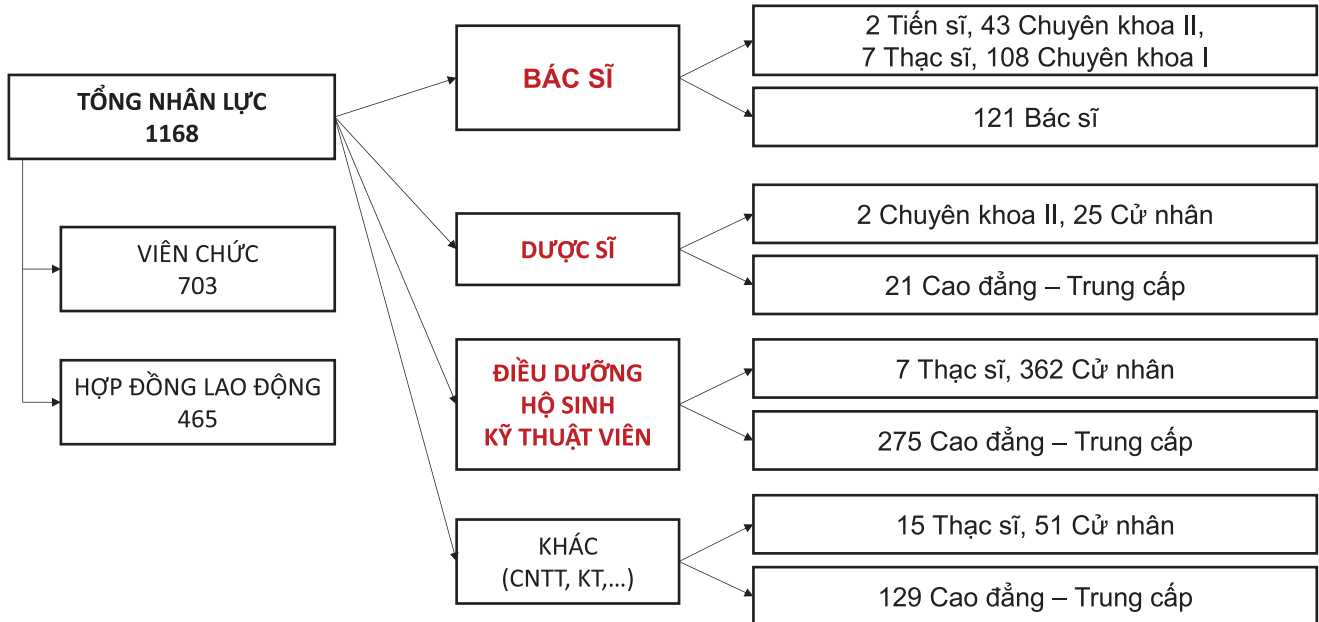 TỔNG NHÂN LỰC
1168
VIÊN CHỨC
703
HỢP ĐỒNG LAO ĐỘNG
465
BÁC SĨ
2 Tiến sĩ, 43 Chuyên khoa II,
7 Thạc sĩ, 108 Chuyên khoa I
121 Bác sĩ
DƯỢC SĨ
2 Chuyên khoa II, 25 Cử nhân
21 Cao đẳng – Trung cấp
ĐIỀU DƯỠNG
HỘ SINH
KỸ THUẬT VIÊN
7 Thạc sĩ, 362 Cử nhân
275 Cao đẳng – Trung cấp
KHÁC
(CNTT, KT,...)
15 Thạc sĩ, 51 Cử nhân
129 Cao đẳng – Trung cấp